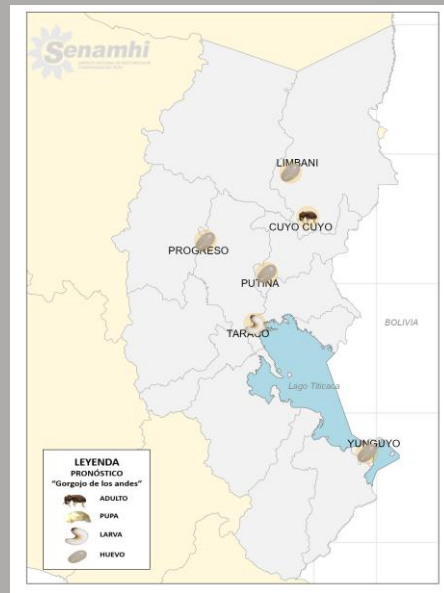 Senamhi
LIMBANI
CUYO CUYO
PROGRESO
PUTINA
TARACO
BOLIVIA
Lago Titicaca
YUNGUYO
LEYENDA
PRONÓSTICO
"Gorgojo de los andes"
ADULTO
PUPA
LARVA
HUEVO